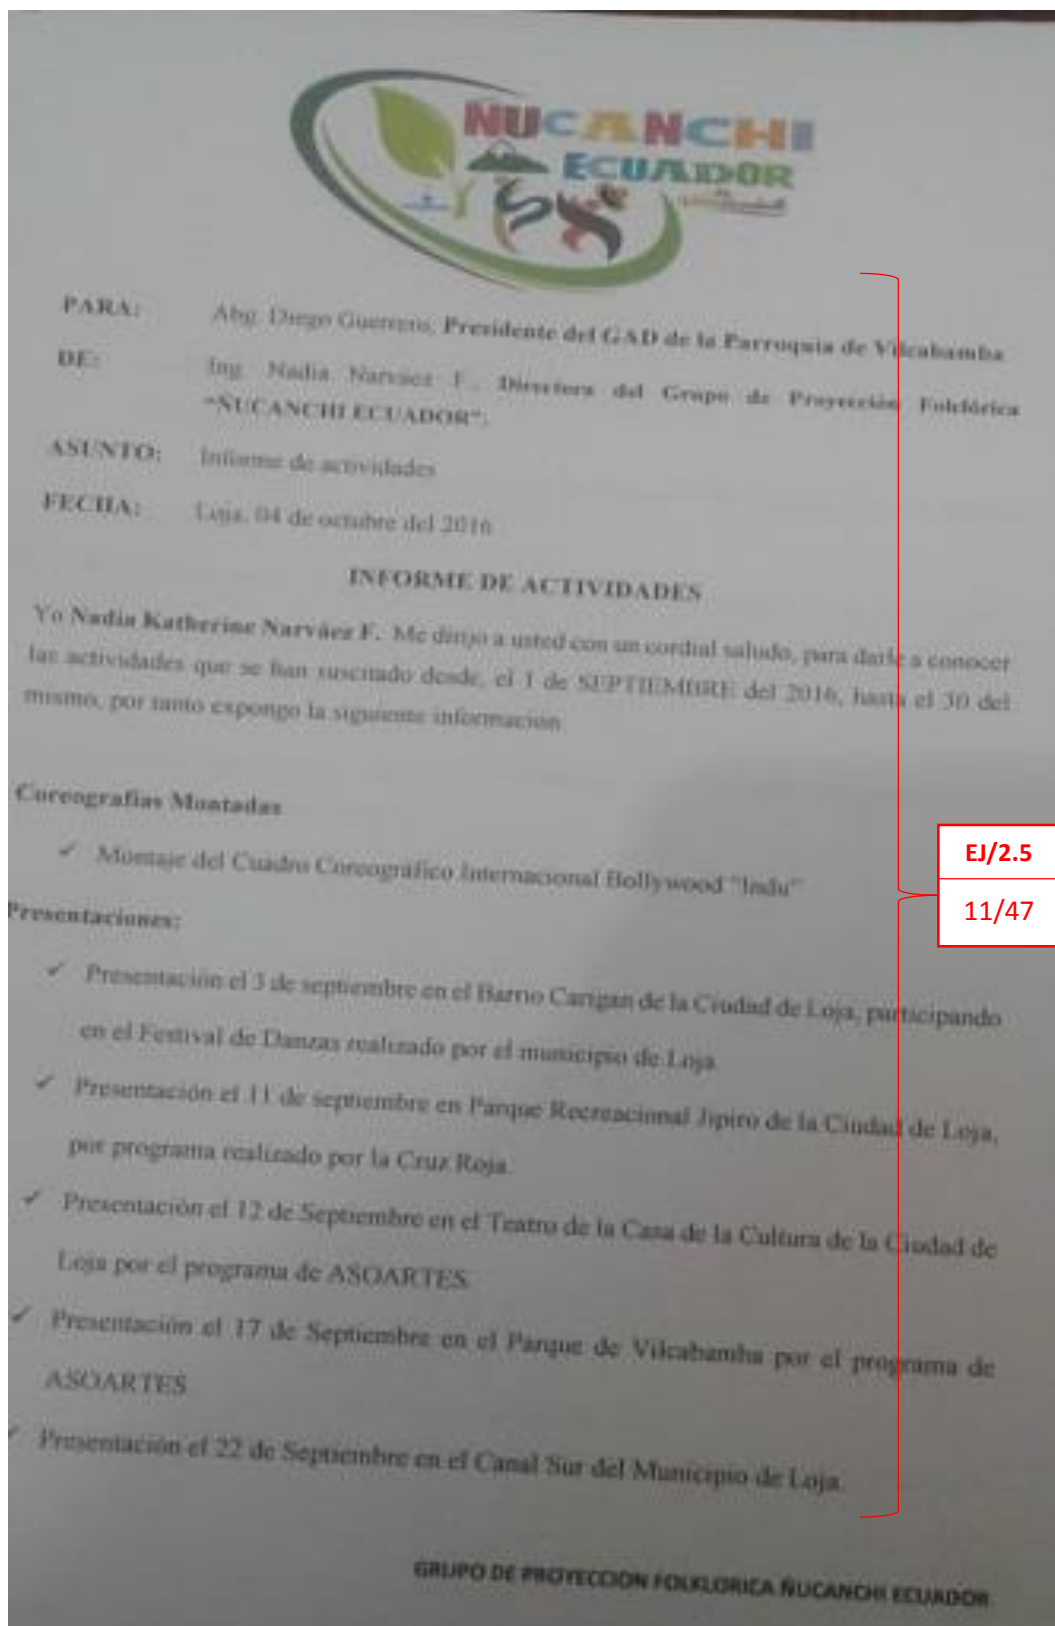 NUCANCHI
ECUADOR
PARA: Abg. Diego Guerrero, Presidente del GAD de la Parroquia de Vilcabamba
DE: Ing. Nadia Narváez F., Directora del Grupo de Proyección Folclórica
“ÑUCANCHI ECUADOR”.
ASUNTO: Informe de actividades
FECHA: Loja, 04 de octubre del 2016
INFORME DE ACTIVIDADES
Yo Nadia Katherine Narváez F. Me dirijo a usted con un cordial saludo, para darle a conocer
las actividades que se han suscitado desde, el 1 de SEPTIEMBRE del 2016, hasta el 30 del
mismo, por tanto expongo la siguiente información
Coreografías Montadas
✓ Montaje del Cuadro Coreográfico Internacional Bollywood "Indu"
EJ/2.5
11/47
Presentaciones:
✓ Presentación el 3 de septiembre en el Barrio Carigan de la Ciudad de Loja, participando
en el Festival de Danzas realizado por el municipio de Loja
✓ Presentación el 11 de septiembre en Parque Recreacional Jipiro de la Ciudad de Loja,
por programa realizado por la Cruz Roja.
✓ Presentación el 12 de Septiembre en el Teatro de la Casa de la Cultura de la Ciudad de
Loja por el programa de ASOARTES.
✓ Presentación el 17 de Septiembre en el Parque de Vilcabamba por el programa de
ASOARTES
✓ Presentación el 22 de Septiembre en el Canal Sur del Municipio de Loja.
GRUPO DE PROYECCION FOLKLORICA ÑUCANCHI ECUADOR